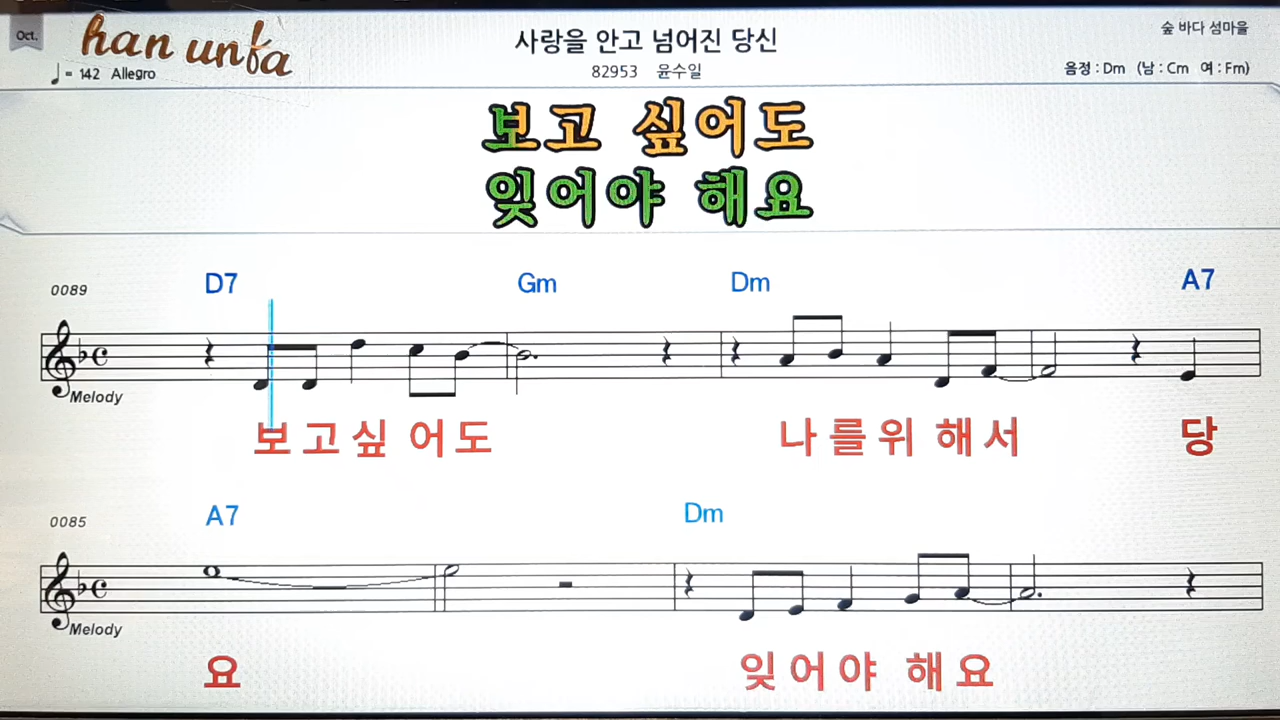 Oct.
han unfa
사랑을 안고 넘어진 당신
숲 바다 섬마을
♩= 142 Allegro
82953 윤수일
음정 : Dm (남 : Cm 여 : Fm)
보고 싶어도
잊어야 해요
0089 D7 Gm Dm A7
Melody
보고싶 어도 나를위 해서 당
0085 A7 Dm
Melody
요 잊어야 해요